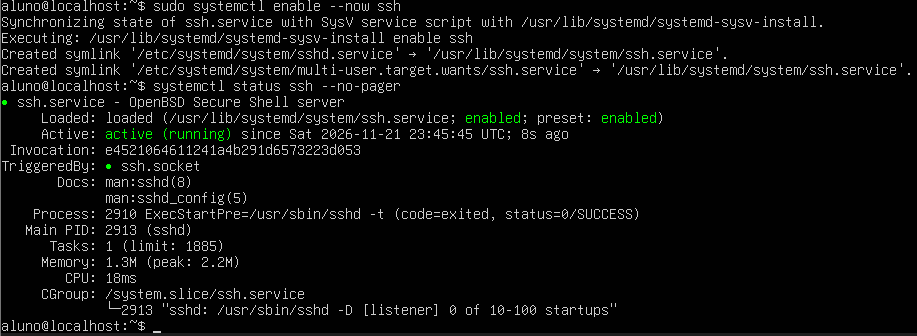 aluno@localhost:~$ sudo systemctl enable --now ssh
Synchronizing state of ssh.service with SysV service script with /usr/lib/systemd/systemd-sysv-install.
Executing: /usr/lib/systemd/systemd-sysv-install enable ssh
Created symlink '/etc/systemd/system/sshd.service' → '/usr/lib/systemd/system/ssh.service'.
Created symlink '/etc/systemd/system/multi-user.target.wants/ssh.service' → '/usr/lib/systemd/system/ssh.service'.
aluno@localhost:~$ systemctl status ssh --no-pager
● ssh.service - OpenBSD Secure Shell server
Loaded: loaded (/usr/lib/systemd/system/ssh.service; enabled; preset: enabled)
Active: active (running) since Sat 2026-11-21 23:45:45 UTC; 8s ago
Invocation: e4521064611241a4b291d6573223d053
TriggeredBy: ● ssh.socket
Docs: man:sshd(8)
man:sshd_config(5)
Process: 2910 ExecStartPre=/usr/sbin/sshd -t (code=exited, status=0/SUCCESS)
Main PID: 2913 (sshd)
Tasks: 1 (limit: 1885)
Memory: 1.3M (peak: 2.2M)
CPU: 18ms
CGroup: /system.slice/ssh.service
└─2913 "sshd: /usr/sbin/sshd -D [listener] 0 of 10-100 startups"
aluno@localhost:~$ _